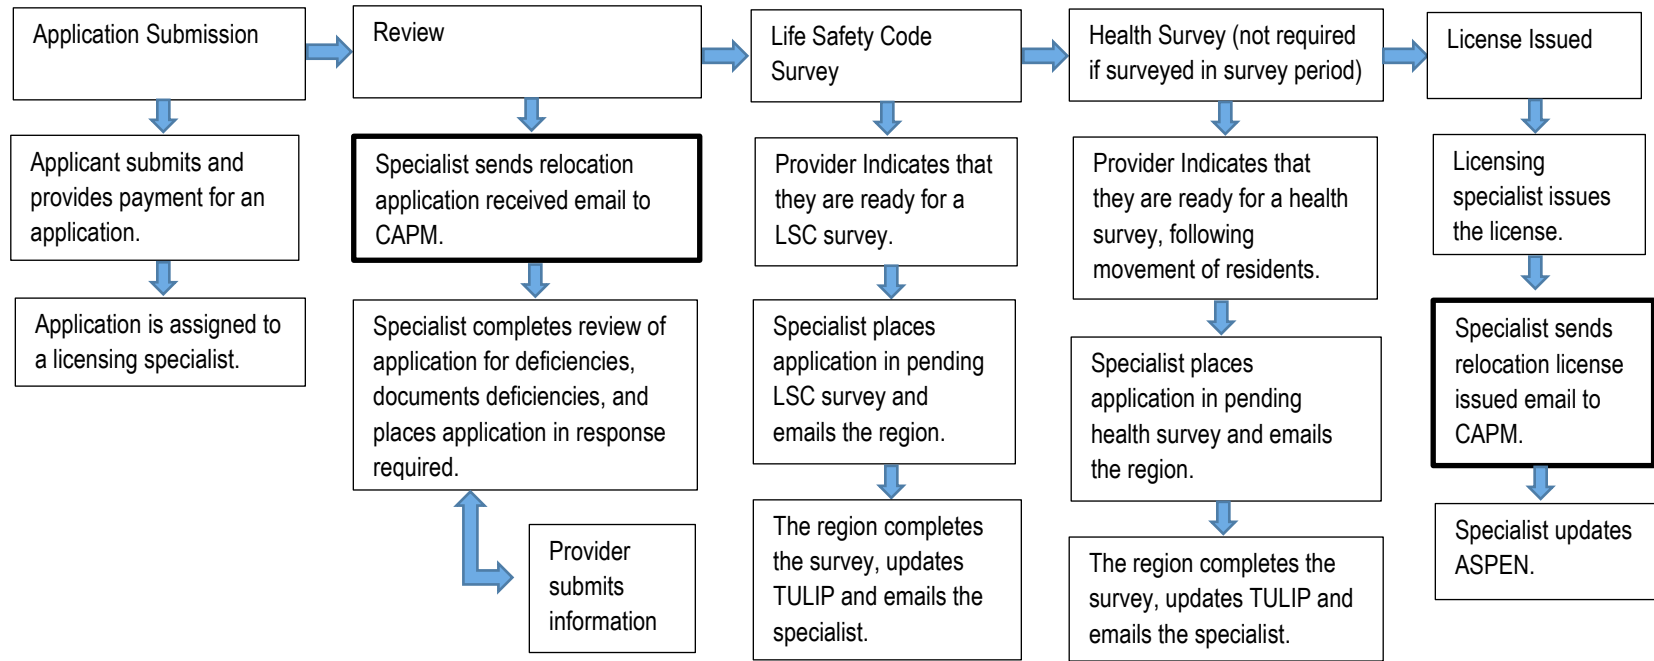 Application Submission
Applicant submits and
provides payment for an
application.
Application is assigned to
a licensing specialist.
Review
Specialist sends relocation
application received email to
CAPM.
Specialist completes review of
application for deficiencies,
documents deficiencies, and
places application in response
required.
Provider
submits
information
Life Safety Code
Survey
Provider Indicates that
they are ready for a
LSC survey.
Specialist places
application in pending
LSC survey and
emails the region.
The region completes
the survey, updates
TULIP and emails the
specialist.
Health Survey (not required
if surveyed in survey period)
Provider Indicates that
they are ready for a health
survey, following
movement of residents.
Specialist places
application in pending
health survey and emails
the region.
The region completes the
survey, updates TULIP and
emails the specialist.
License Issued
Licensing
specialist issues
the license.
Specialist sends
relocation license
issued email to
CAPM.
Specialist updates
ASPEN.